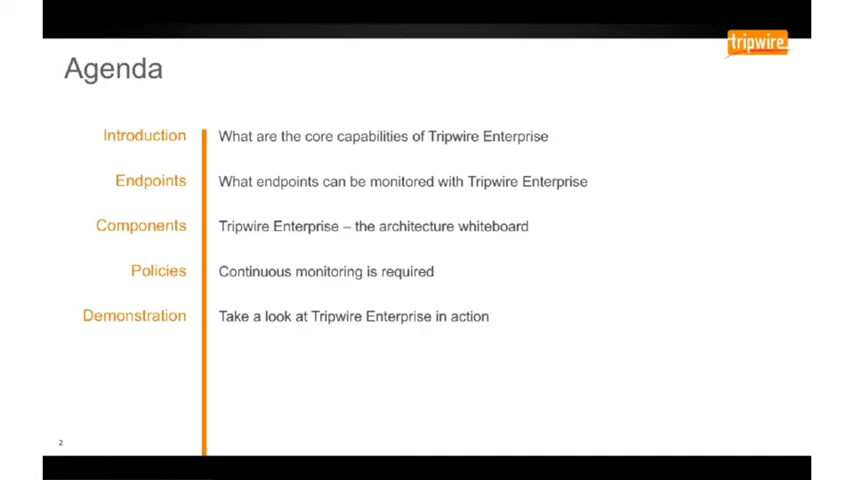 tripwire
Agenda
Introduction What are the core capabilities of Tripwire Enterprise
Endpoints What endpoints can be monitored with Tripwire Enterprise
Components Tripwire Enterprise – the architecture whiteboard
Policies Continuous monitoring is required
Demonstration Take a look at Tripwire Enterprise in action
2